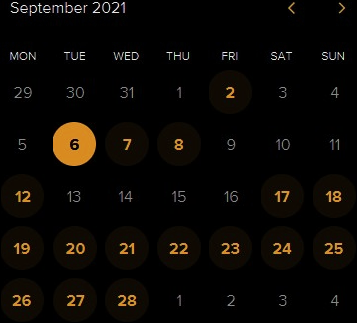 September 2021
MON TUE WED THU FRI SAT SUN
29 30 31 1 2 3 4
5 6 7 8 9 10 11
12 13 14 15 16 17 18
19 20 21 22 23 24 25
26 27 28 1 2 3 4